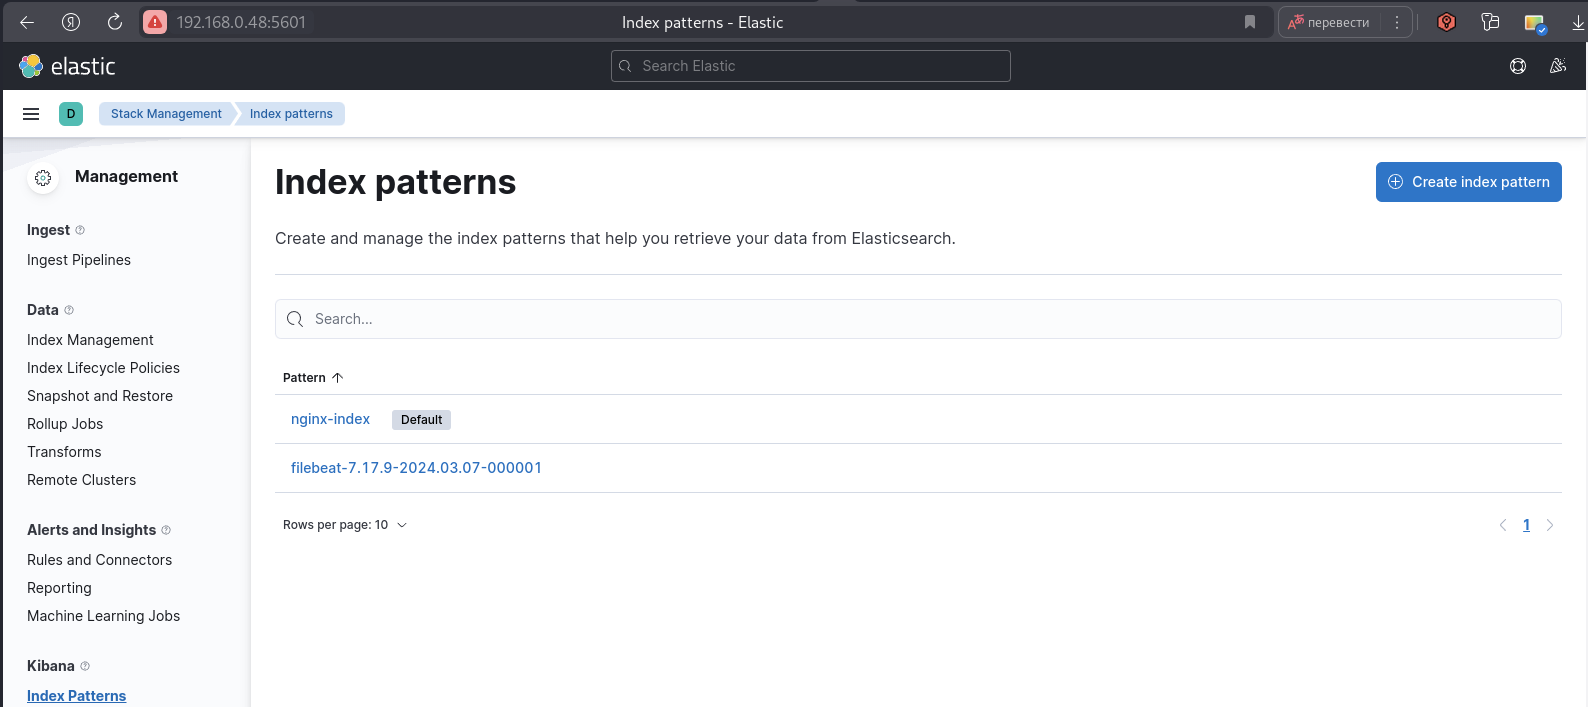 192.168.0.48:5601
Index patterns - Elastic
перевести
elastic
Search Elastic
D
Stack Management
Index patterns
Management
Ingest
Ingest Pipelines
Data
Index Management
Index Lifecycle Policies
Snapshot and Restore
Rollup Jobs
Transforms
Remote Clusters
Alerts and Insights
Rules and Connectors
Reporting
Machine Learning Jobs
Kibana
Index Patterns
Index patterns
Create index pattern
Create and manage the index patterns that help you retrieve your data from Elasticsearch.
Search...
Pattern
nginx-index Default
filebeat-7.17.9-2024.03.07-000001
Rows per page: 10
1